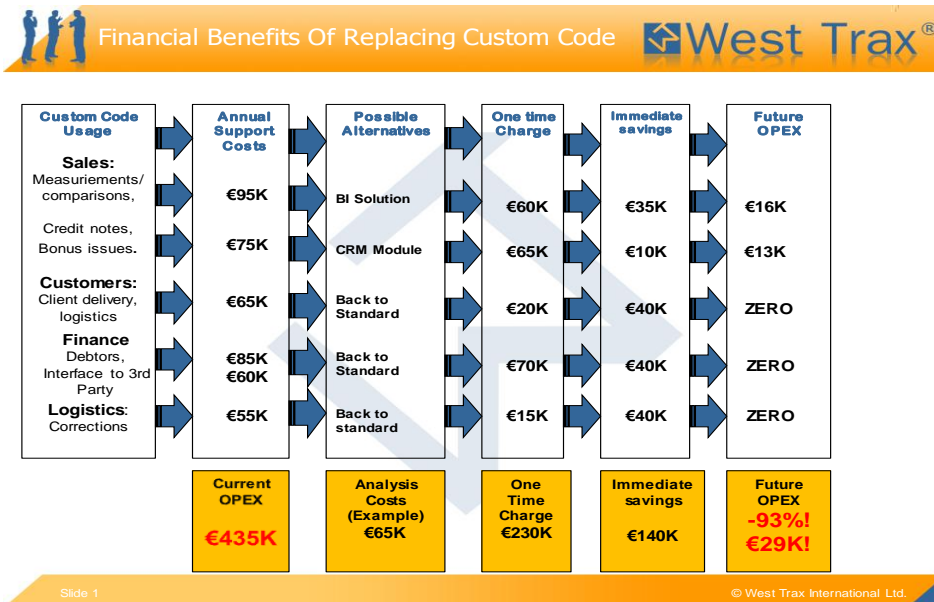 Financial Benefits Of Replacing Custom Code
West Trax®
Custom Code
Usage
Sales:
Measuriements/
comparisons,
Credit notes,
Bonus issues.
Customers:
Client delivery,
logistics
Finance
Debtors,
Interface to 3rd
Party
Logistics:
Corrections
Annual
Support
Costs
€95K
€75K
€65K
€85K
€60K
€55K
Possible
Alternatives
BI Solution
CRM Module
Back to
Standard
Back to
Standard
Back to
standard
One time
Charge
€60K
€65K
€20K
€70K
€15K
Immediate
savings
€35K
€10K
€40K
€40K
€40K
Future
OPEX
€16K
€13K
ZERO
ZERO
ZERO
Current
OPEX
€435K
Analysis
Costs
(Example)
€65K
One
Time
Charge
€230K
Immediate
savings
€140K
Future
OPEX
-93%!
€29K!
Slide 1
© West Trax International Ltd.